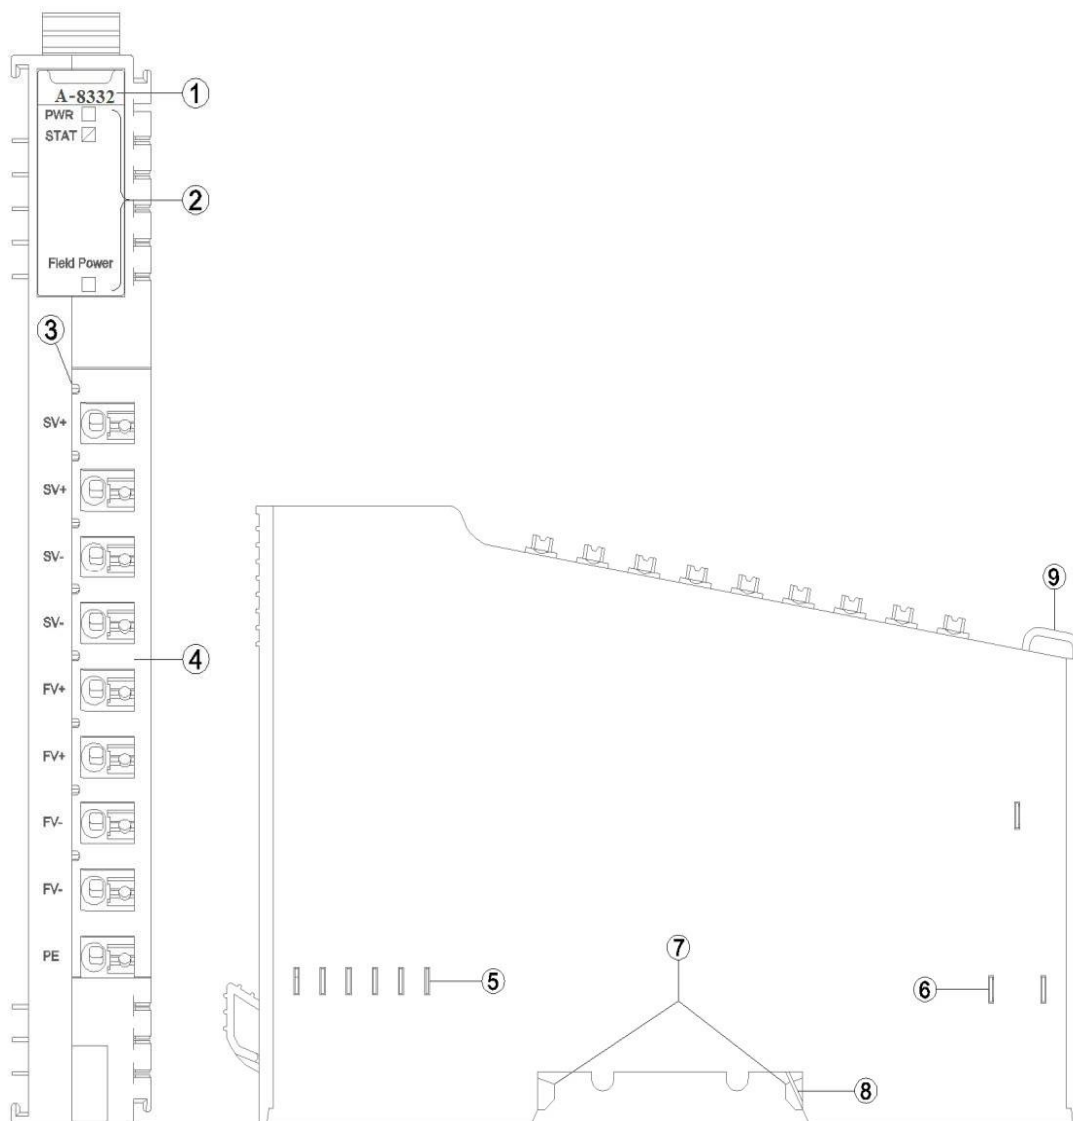 A-8332
1
PWR
STAT
2
Field Power
3
SV+
SV+
SV-
SV-
4
FV+
FV+
FV-
FV-
PE
9
7
5
6
8